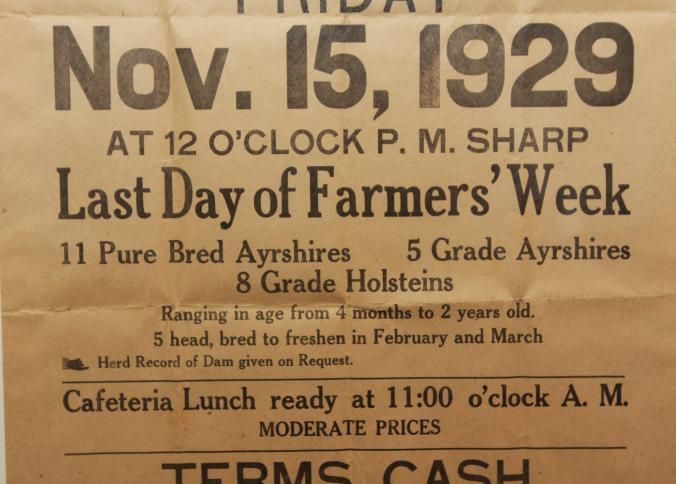 FRIDAY
Nov. 15, 1929
AT 12 O'CLOCK P. M. SHARP
Last Day of Farmers' Week
11 Pure Bred Ayrshires 5 Grade Ayrshires
8 Grade Holsteins
Ranging in age from 4 months to 2 years old.
5 head, bred to freshen in February and March
Herd Record of Dam given on Request.
Cafeteria Lunch ready at 11:00 o'clock A. M.
MODERATE PRICES
TERMS CASH